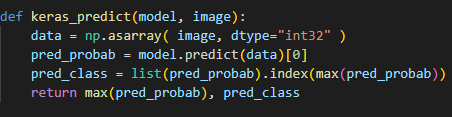 def keras_predict(model, image):
    data = np.asarray( image, dtype="int32" )
    pred_probab = model.predict(data)[0]
    pred_class = list(pred_probab).index(max(pred_probab))
    return max(pred_probab), pred_class